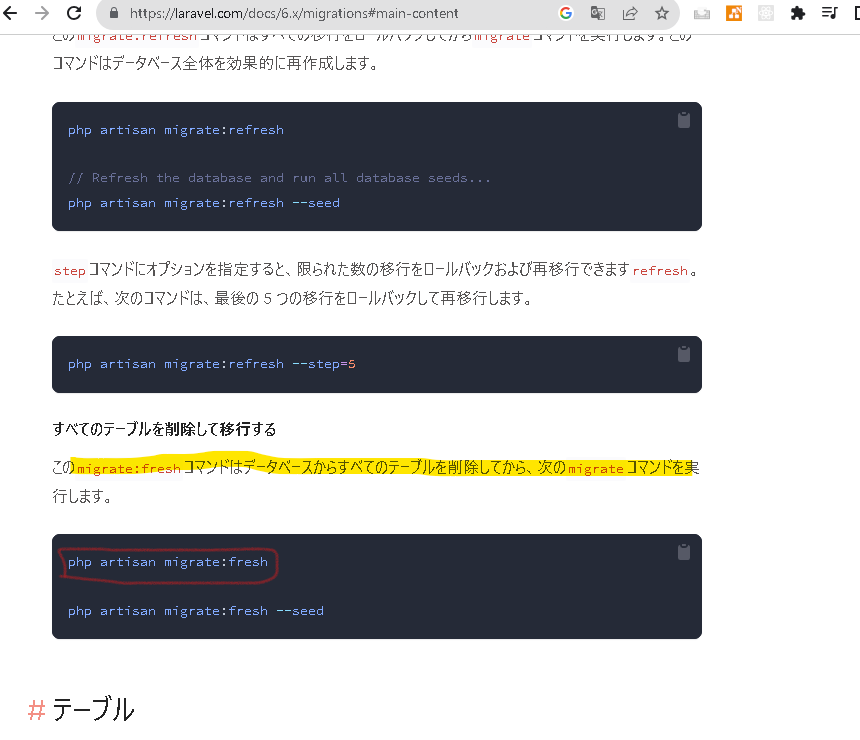 https://laravel.com/docs/6.x/migrations#main-content
このmigrate:refreshコマンドはすべての移行をロールバックしてからmigrateコマンドを実行します。この
コマンドはデータベース全体を効果的に再作成します。
php artisan migrate:refresh
// Refresh the database and run all database seeds...
php artisan migrate:refresh --seed
stepコマンドにオプションを指定すると、限られた数の移行をロールバックおよび再移行できますrefresh。
たとえば、次のコマンドは、最後の 5 つの移行をロールバックして再移行します。
php artisan migrate:refresh --step=5
すべてのテーブルを削除して移行する
このmigrate:freshコマンドはデータベースからすべてのテーブルを削除してから、次のmigrateコマンドを実
行します。
php artisan migrate:fresh
php artisan migrate:fresh --seed
# テーブル